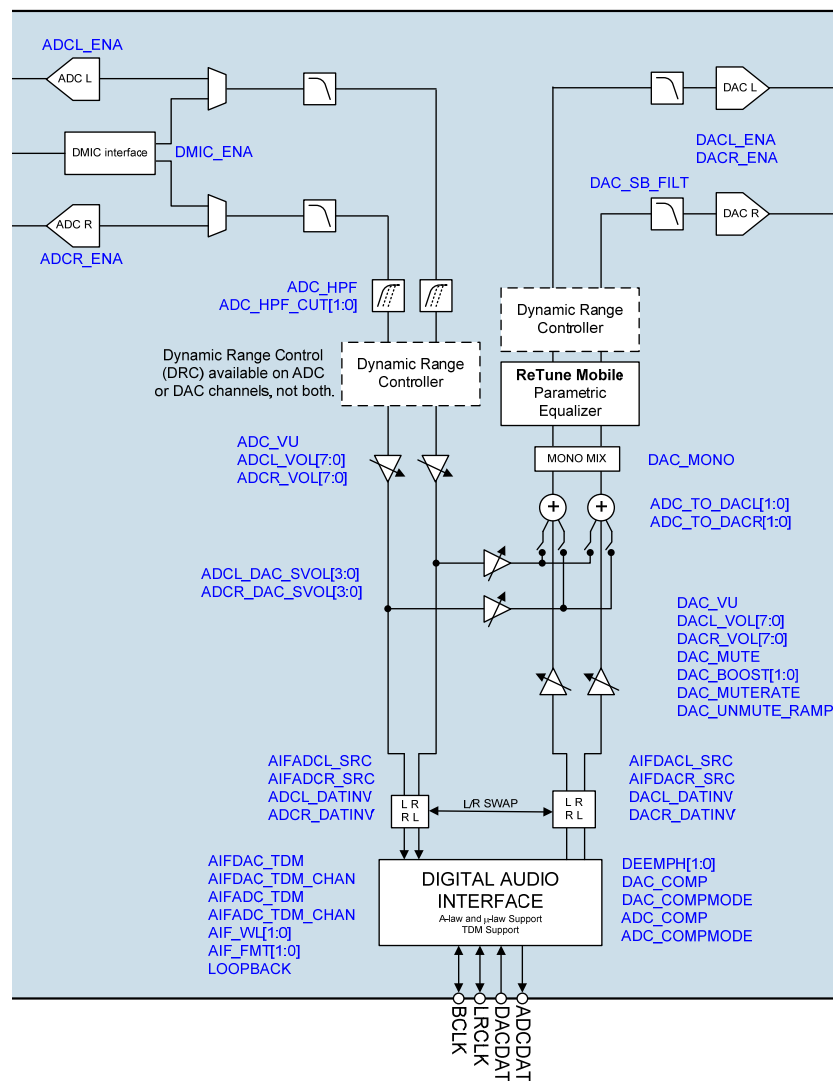 ADCL_ENA
ADC L
DMIC interface
DMIC_ENA
ADC R
ADCR_ENA
DAC L
DACL_ENA
DACR_ENA
DAC_SB_FILT
DAC R
ADC_HPF
ADC_HPF_CUT[1:0]
Dynamic Range Control
(DRC) available on ADC
or DAC channels, not both.
Dynamic Range
Controller
Dynamic Range
Controller
ReTune Mobile
Parametric
Equalizer
ADC_VU
ADCL_VOL[7:0]
ADCR_VOL[7:0]
MONO MIX
DAC_MONO
+
+
ADC_TO_DACL[1:0]
ADC_TO_DACR[1:0]
ADCL_DAC_SVOL[3:0]
ADCR_DAC_SVOL[3:0]
DAC_VU
DACL_VOL[7:0]
DACR_VOL[7:0]
DAC_MUTE
DAC_BOOST[1:0]
DAC_MUTERATE
DAC_UNMUTE_RAMP
AIFADCL_SRC
AIFADCR_SRC
ADCL_DATINV
ADCR_DATINV
L R
R L
L/R SWAP
L R
R L
AIFDACL_SRC
AIFDACR_SRC
DACL_DATINV
DACR_DATINV
AIFDAC_TDM
AIFDAC_TDM_CHAN
AIFADC_TDM
AIFADC_TDM_CHAN
AIF_WL[1:0]
AIF_FMT[1:0]
LOOPBACK
DIGITAL AUDIO
INTERFACE
A-law and µ-law Support
TDM Support
DEEMPH[1:0]
DAC_COMP
DAC_COMPMODE
ADC_COMP
ADC_COMPMODE
BCLK
LRCLK
DACDAT
ADCDAT